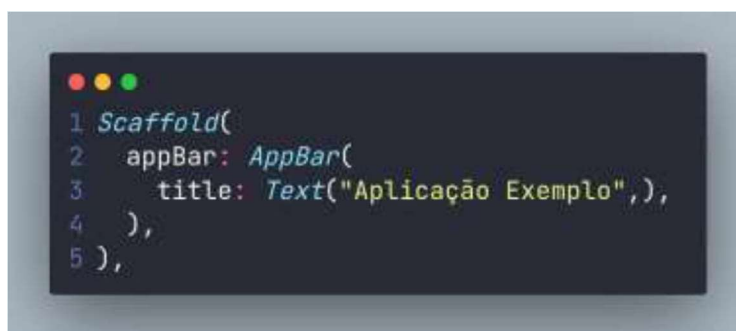 1 Scaffold(
2   appBar: AppBar(
3     title: Text("Aplicação Exemplo",),
4   ),
5 ),